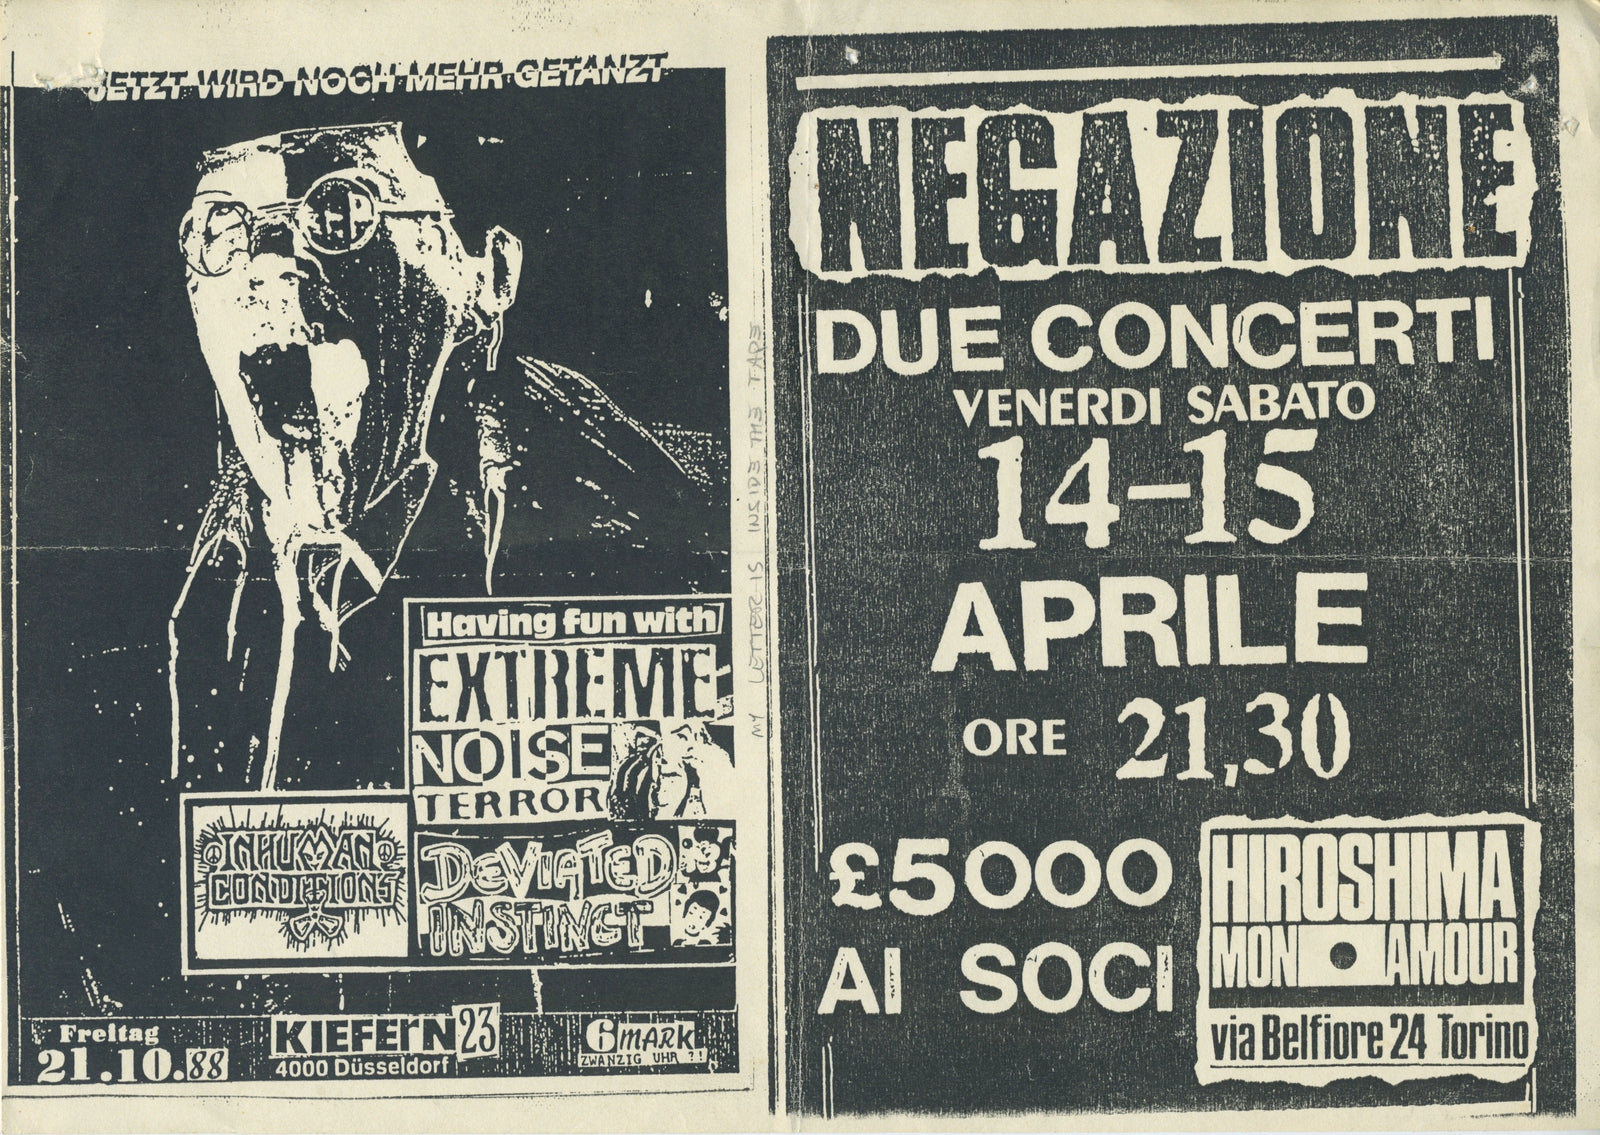 JETZT WIRD NOCH MEHR GETANZT
Having fun with
EXTREME
NOISE
TERROR
INHUMAN
CONDITIONS
DEVIATED
INSTINCT
Freitag
21.10.88
KIEFERN 23
4000 Düsseldorf
6 MARK
ZWANZIG UHR ?!
MY LETTER IS INSIDE THE TAPE
NEGAZIONE
DUE CONCERTI
VENERDI SABATO
14-15
APRILE
ORE 21,30
£5000
AI SOCI
HIROSHIMA
MON AMOUR
via Belfiore 24 Torino